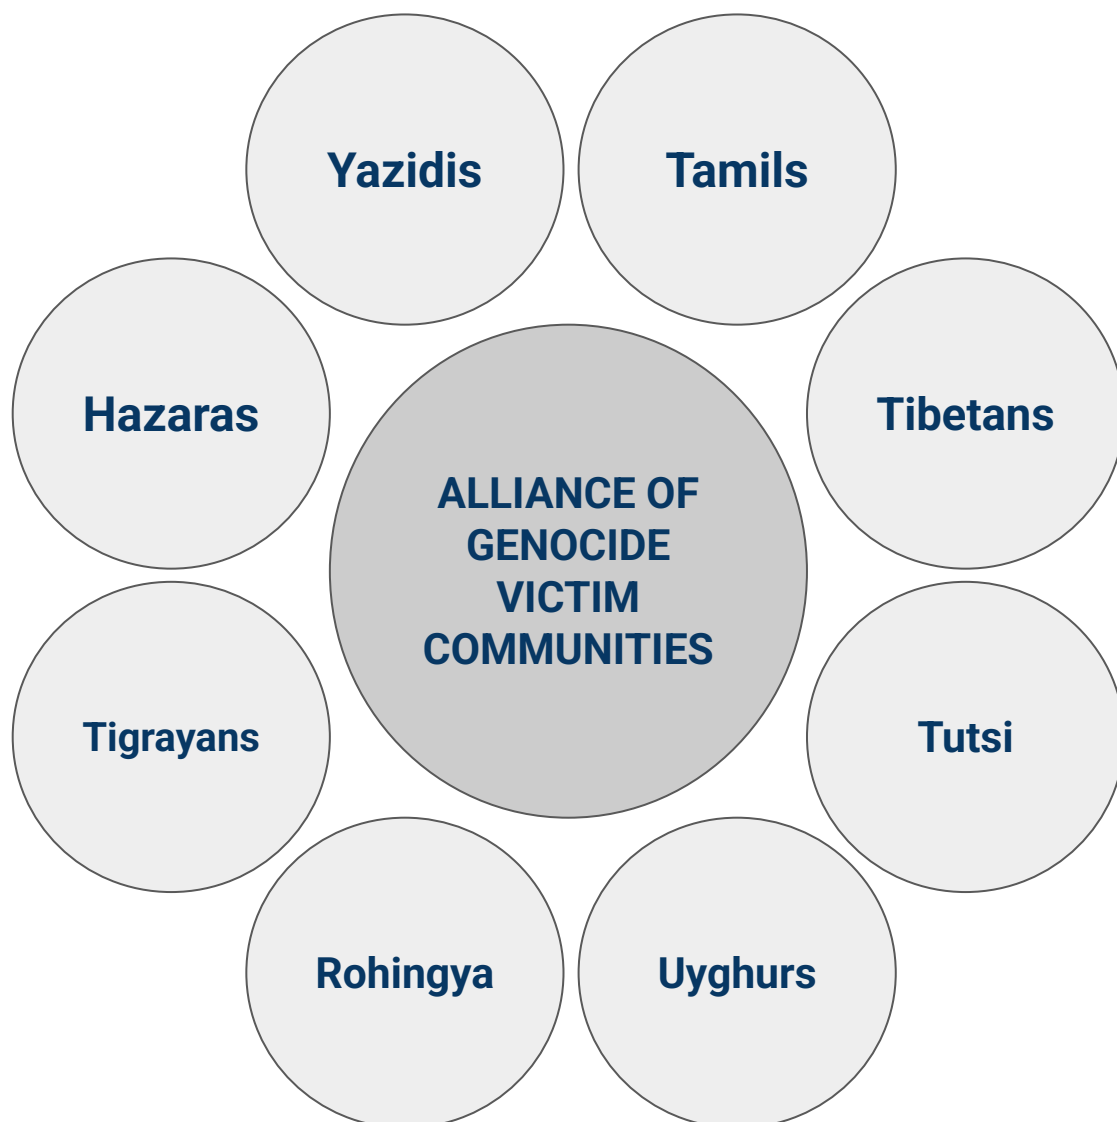 Yazidis
Tamils
Hazaras
Tibetans
ALLIANCE OF
GENOCIDE
VICTIM
COMMUNITIES
Tigrayans
Tutsi
Rohingya
Uyghurs